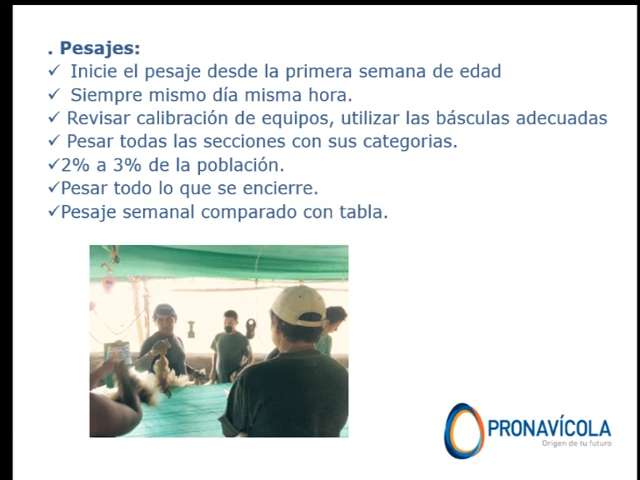 . Pesajes:
✓ Inicie el pesaje desde la primera semana de edad
✓ Siempre mismo día misma hora.
✓ Revisar calibración de equipos, utilizar las básculas adecuadas
✓ Pesar todas las secciones con sus categorias.
✓2% a 3% de la población.
✓Pesar todo lo que se encierre.
✓Pesaje semanal comparado con tabla.
PRONAVÍCOLA
Origen de tu futuro